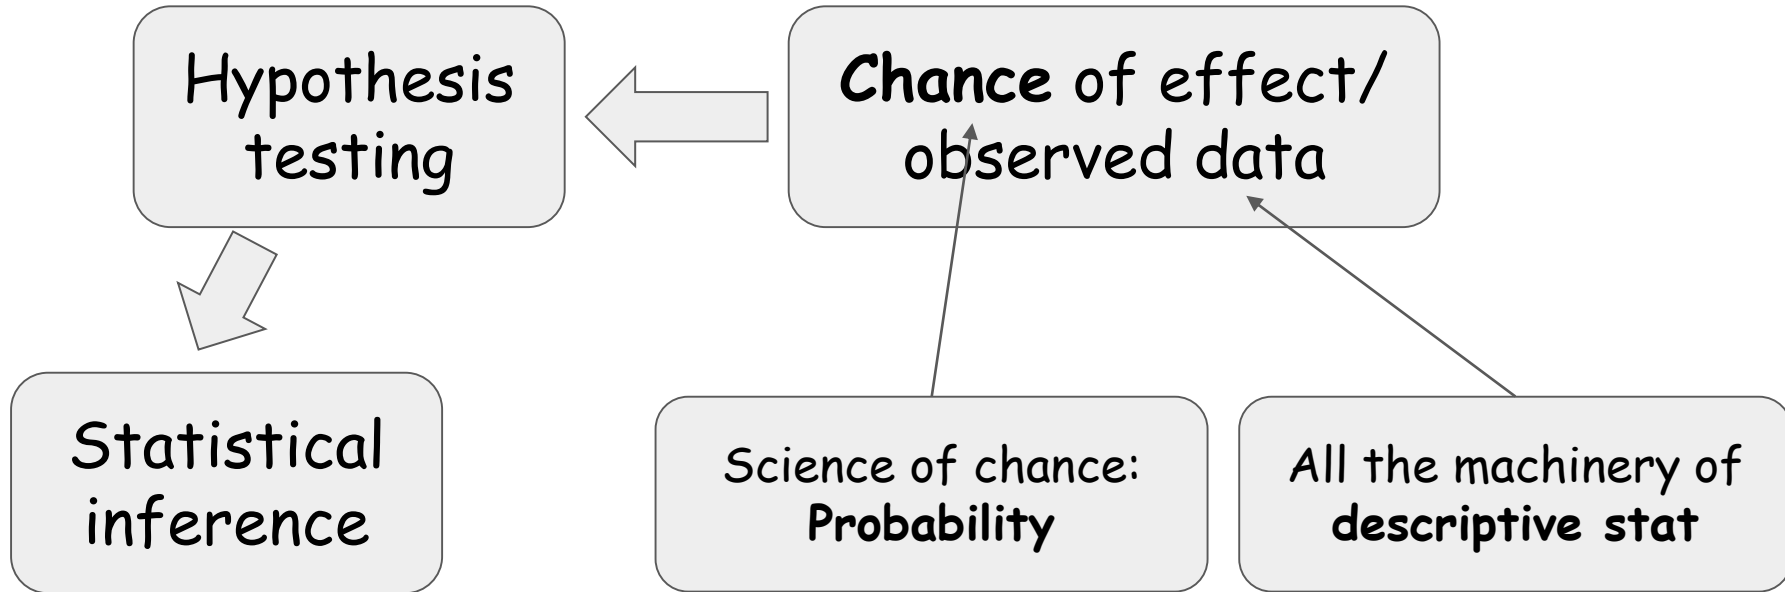 Hypothesis
testing
Chance of effect/
observed data
Statistical
inference
Science of chance:
Probability
All the machinery of
descriptive stat